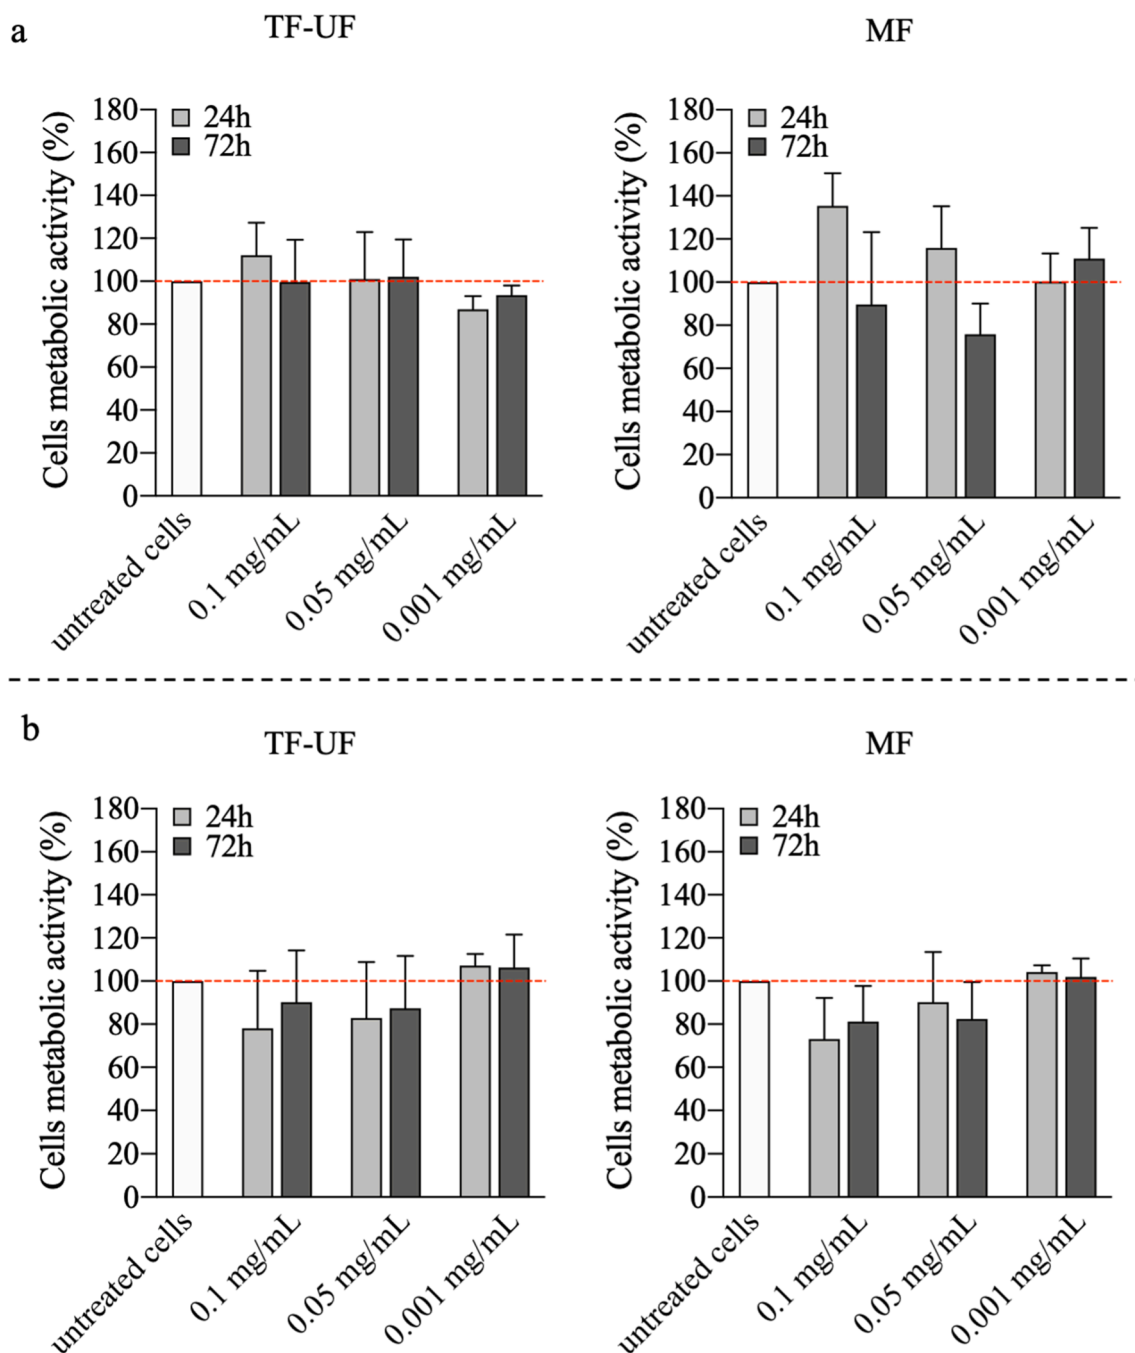 a
TF-UF
MF
Cells metabolic activity (%)
180
160
140
120
100
80
60
40
20
0
24h
72h
untreated cells
0.1 mg/mL
0.05 mg/mL
0.001 mg/mL
Cells metabolic activity (%)
180
160
140
120
100
80
60
40
20
0
24h
72h
untreated cells
0.1 mg/mL
0.05 mg/mL
0.001 mg/mL
b
TF-UF
MF
Cells metabolic activity (%)
180
160
140
120
100
80
60
40
20
0
24h
72h
untreated cells
0.1 mg/mL
0.05 mg/mL
0.001 mg/mL
Cells metabolic activity (%)
180
160
140
120
100
80
60
40
20
0
24h
72h
untreated cells
0.1 mg/mL
0.05 mg/mL
0.001 mg/mL